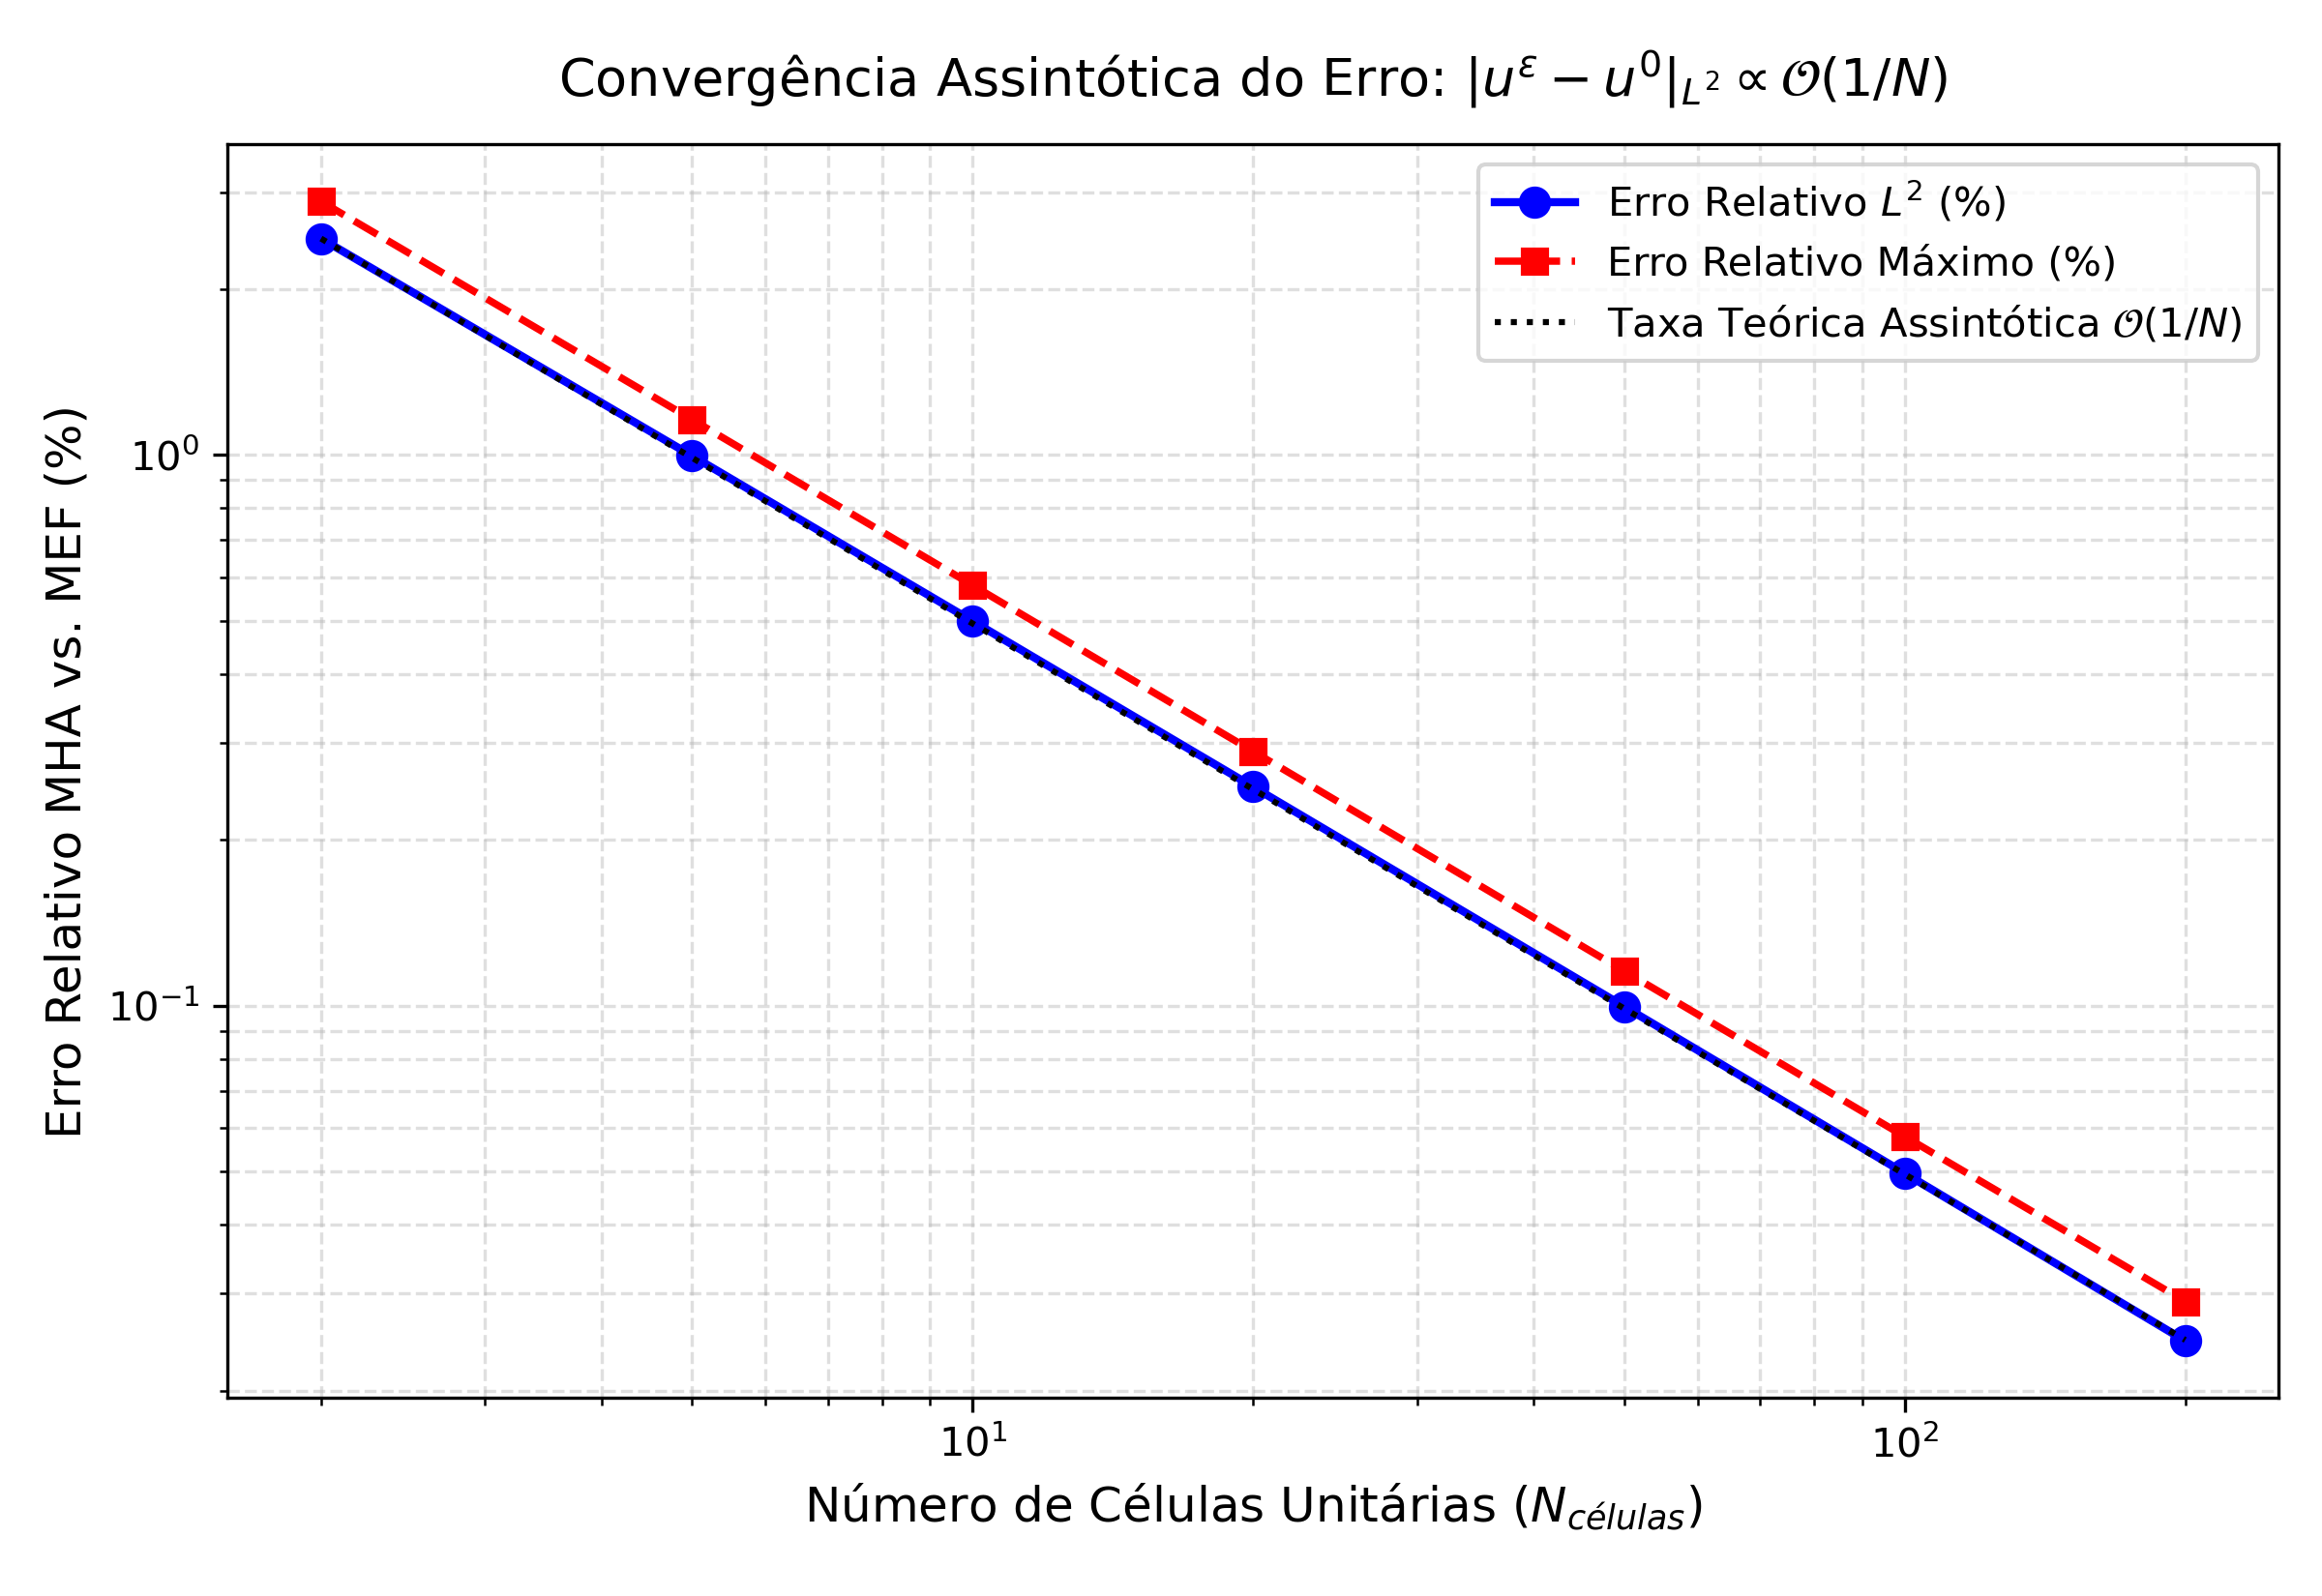 Convergência Assintótica do Erro: |u^ε − u^0|_{L^2} ∝ 𝒪(1/N)
Erro Relativo L^2 (%)
Erro Relativo Máximo (%)
Taxa Teórica Assintótica 𝒪(1/N)
Erro Relativo MHA vs. MEF (%)
10^0
10^{−1}
10^1
10^2
Número de Células Unitárias (N_{células})